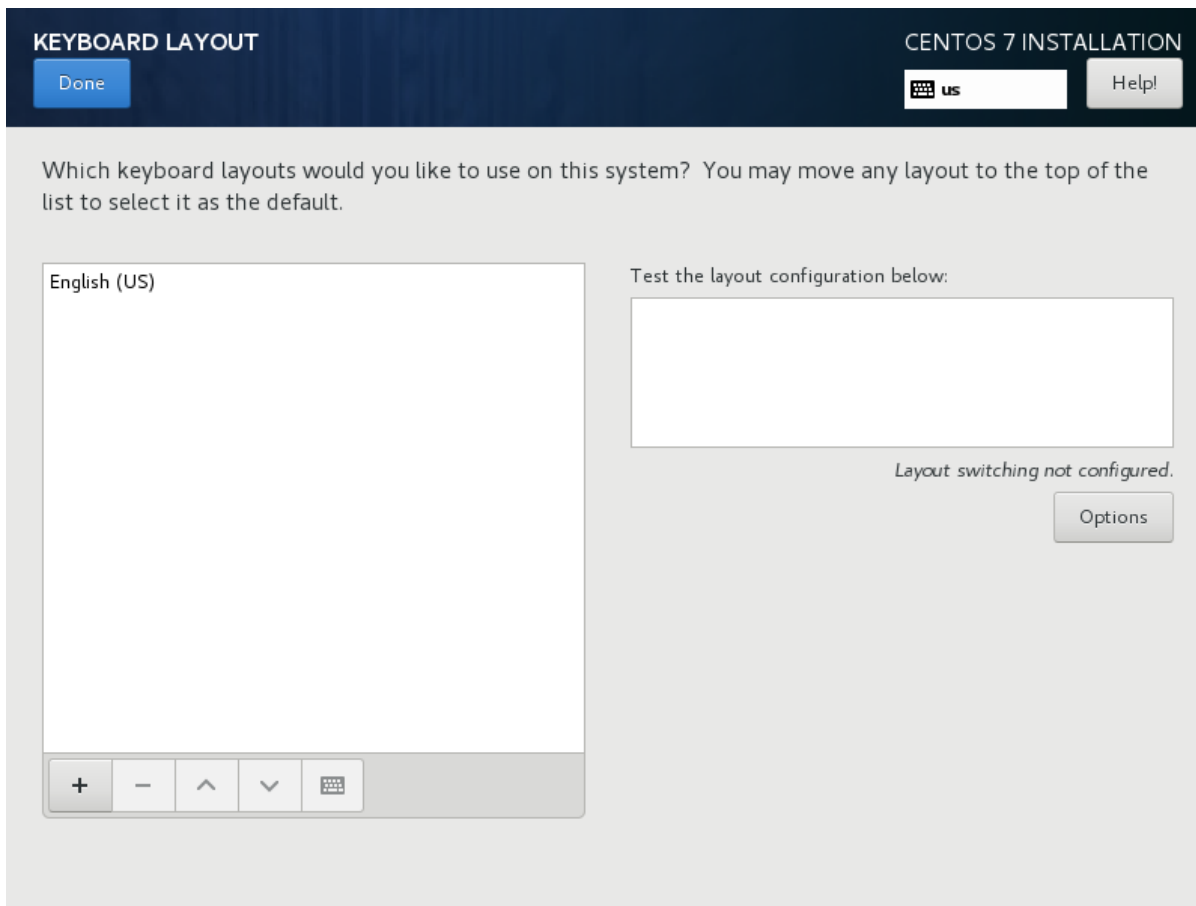 KEYBOARD LAYOUT
CENTOS 7 INSTALLATION
Done
us
Help!
Which keyboard layouts would you like to use on this system?  You may move any layout to the top of the
list to select it as the default.
English (US)
Test the layout configuration below:
Layout switching not configured.
Options